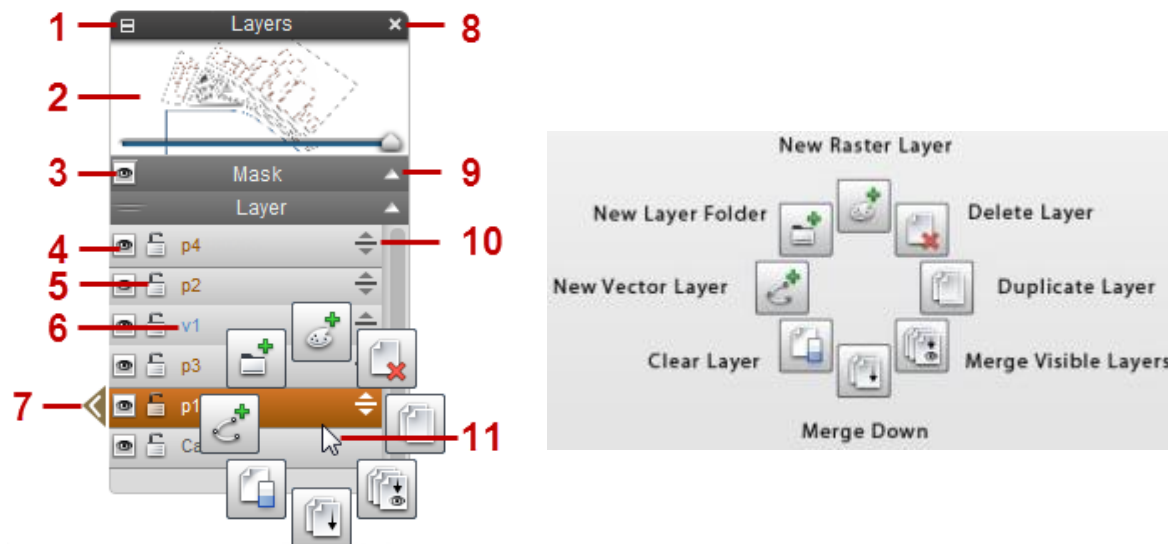 1 Layers 8
2
3 Mask 9
Layer
4 p4 10
5 p2
6 v1
p3
7 p1
Ca 11
New Raster Layer
New Layer Folder Delete Layer
New Vector Layer Duplicate Layer
Clear Layer Merge Visible Layers
Merge Down